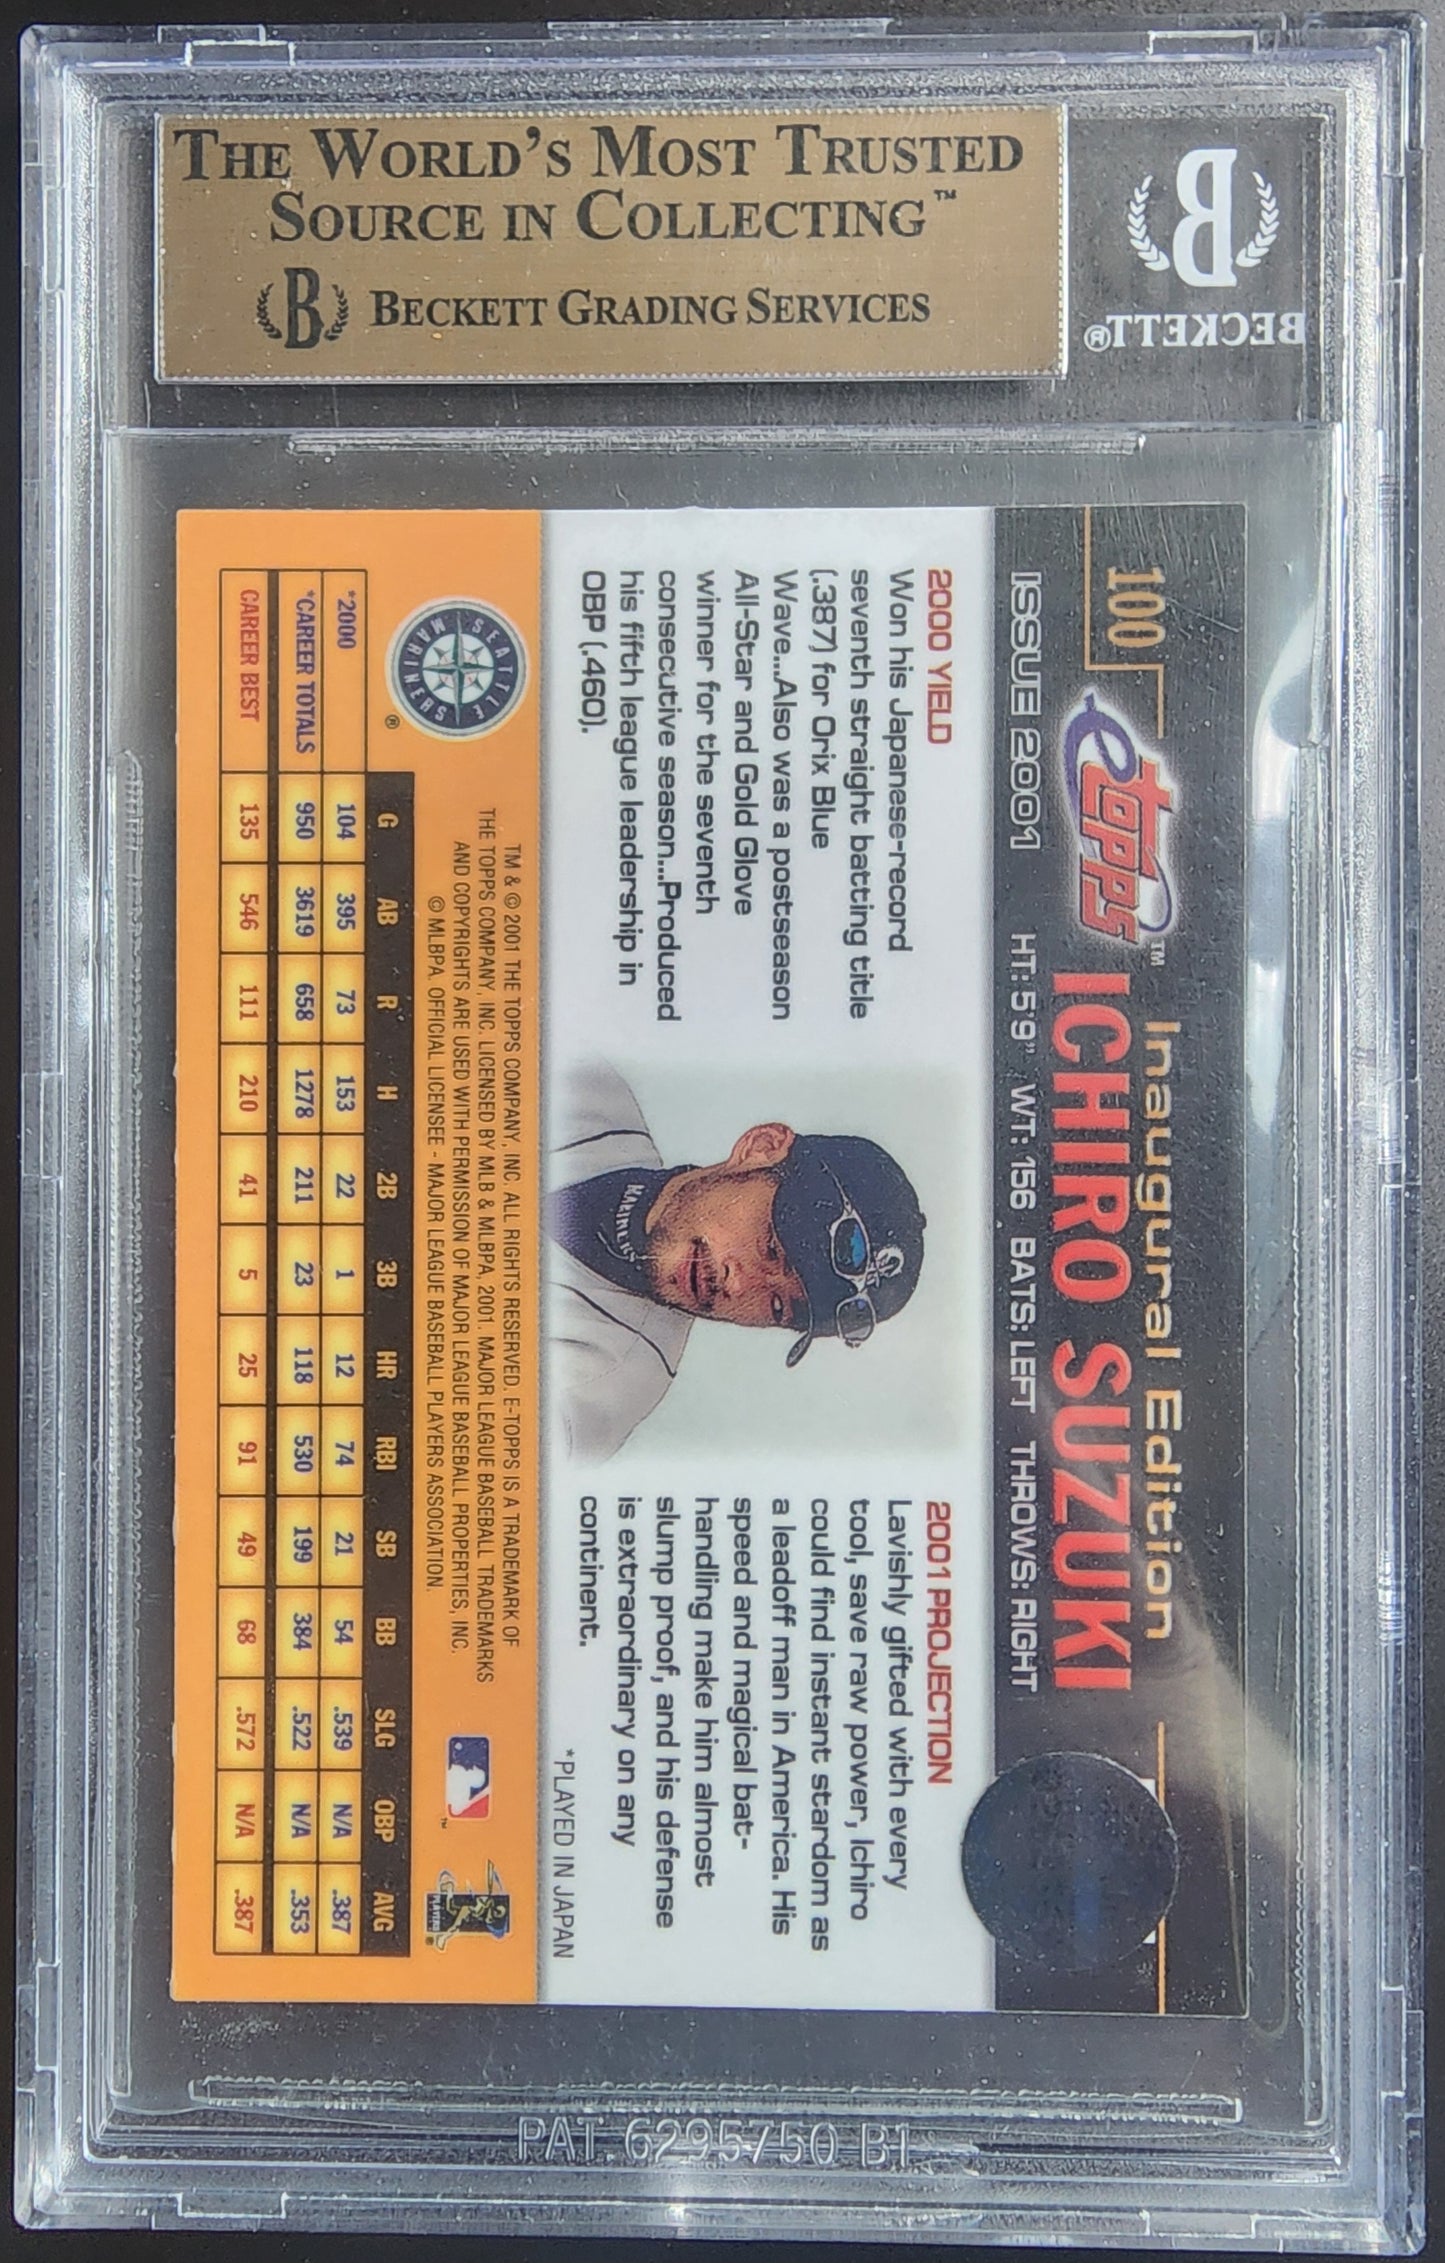 THE WORLD'S MOST TRUSTED
SOURCE IN COLLECTING™
B BECKETT GRADING SERVICES
B
BECKETT®
100
eTOPPS™
Inaugural Edition
ICHIRO SUZUKI
ISSUE 2001 HT: 5'9" WT: 156 BATS: LEFT THROWS: RIGHT
2000 YIELD
Won his Japanese-record
seventh straight batting title
(.387) for Orix Blue
Wave...Also was a postseason
All-Star and Gold Glove
winner for the seventh
consecutive season...Produced
his fifth league leadership in
OBP (.460).
S
MARINERS
2001 PROJECTION
Lavishly gifted with every
tool, save raw power, Ichiro
could find instant stardom as
a leadoff man in America. His
speed and magical bat-
handling make him almost
slump proof, and his defense
is extraordinary on any
continent.
*PLAYED IN JAPAN
SEATTLE MARINERS ®
TM & © 2001 THE TOPPS COMPANY, INC. ALL RIGHTS RESERVED. E-TOPPS IS A TRADEMARK OF
THE TOPPS COMPANY, INC. LICENSED BY MLB & MLBPA, 2001. MAJOR LEAGUE BASEBALL TRADEMARKS
AND COPYRIGHTS ARE USED WITH PERMISSION OF MAJOR LEAGUE BASEBALL PROPERTIES, INC.
© MLBPA. OFFICIAL LICENSEE - MAJOR LEAGUE BASEBALL PLAYERS ASSOCIATION.
G AB R H 2B 3B HR RBI SB BB SLG OBP AVG
*2000 104 395 73 153 22 1 12 74 21 54 .539 N/A .387
*CAREER TOTALS 950 3619 658 1278 211 23 118 530 199 384 .522 N/A .353
CAREER BEST 135 546 111 210 41 5 25 91 49 68 .572 N/A .387
PAT. 6295750 B1